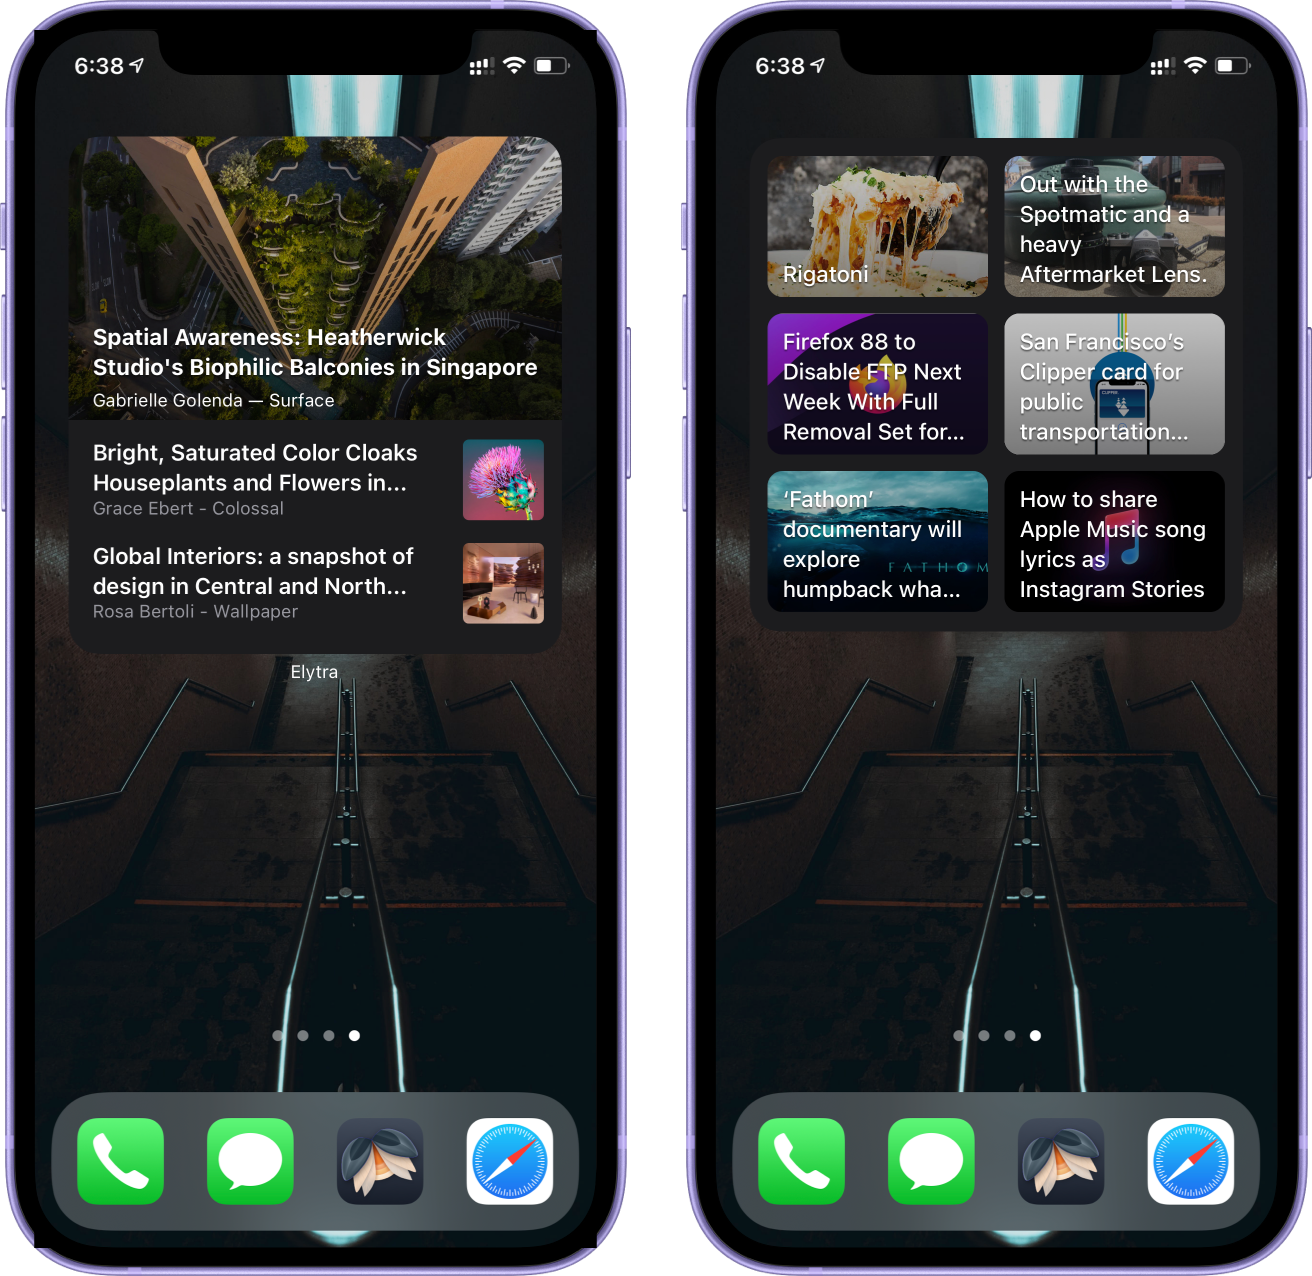 6:38
Spatial Awareness: Heatherwick
Studio's Biophilic Balconies in Singapore
Gabrielle Golenda — Surface
Bright, Saturated Color Cloaks
Houseplants and Flowers in...
Grace Ebert - Colossal
Global Interiors: a snapshot of
design in Central and North...
Rosa Bertoli - Wallpaper
Elytra
6:38
Rigatoni
Out with the
Spotmatic and a
heavy
Aftermarket Lens.
Firefox 88 to
Disable FTP Next
Week With Full
Removal Set for...
San Francisco’s
Clipper card for
public
transportation...
CLIPPER
‘Fathom’
documentary will
explore
humpback wha...
FATHOM
How to share
Apple Music song
lyrics as
Instagram Stories